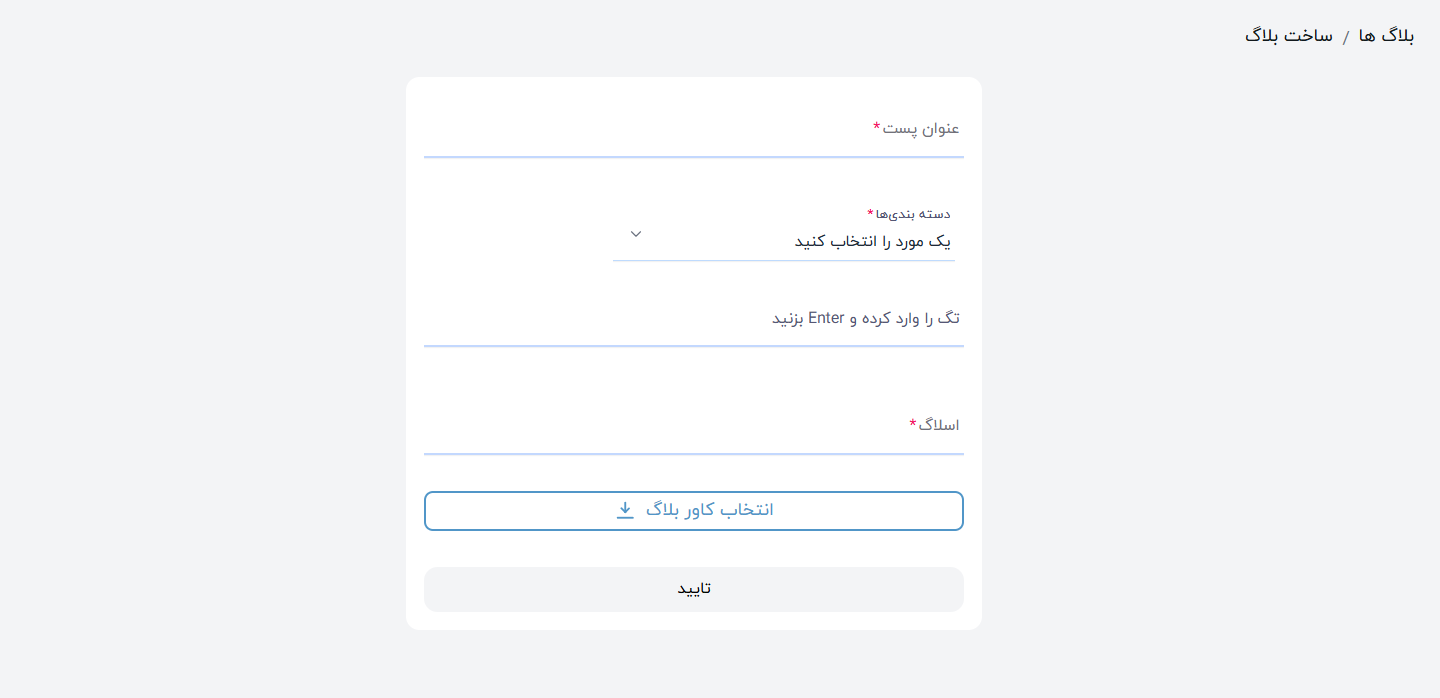 بلاگ ها / ساخت بلاگ
عنوان پست*
دسته بندی‌ها*
یک مورد را انتخاب کنید
تگ را وارد کرده و Enter بزنید
اسلاگ*
انتخاب کاور بلاگ
تایید